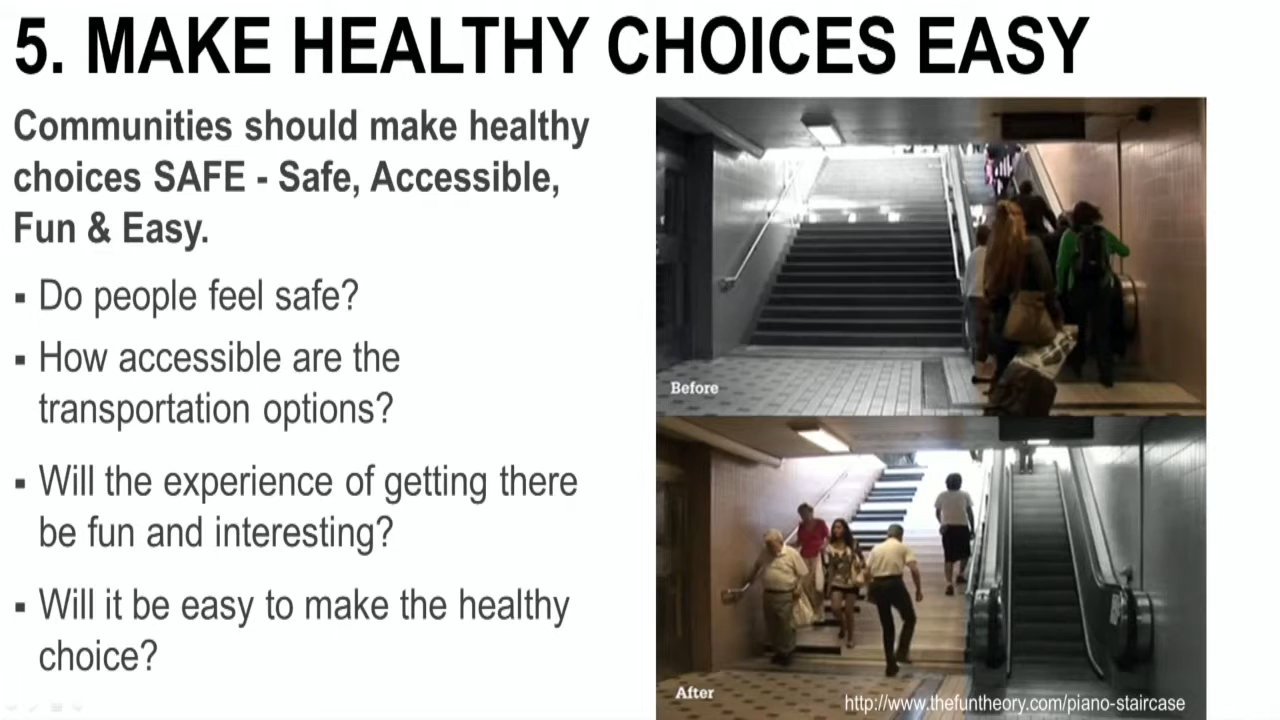 5. MAKE HEALTHY CHOICES EASY
Communities should make healthy
choices SAFE - Safe, Accessible,
Fun & Easy.
▪ Do people feel safe?
▪ How accessible are the
transportation options?
▪ Will the experience of getting there
be fun and interesting?
▪ Will it be easy to make the healthy
choice?
Before
After
http://www.thefuntheory.com/piano-staircase